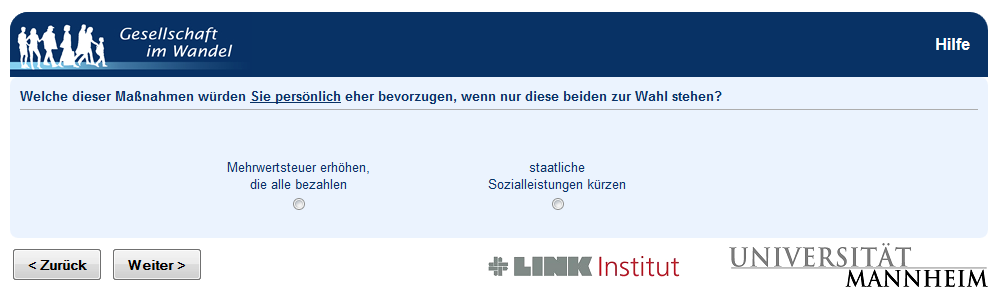 Gesellschaft
im Wandel
Hilfe
Welche dieser Maßnahmen würden Sie persönlich eher bevorzugen, wenn nur diese beiden zur Wahl stehen?
Mehrwertsteuer erhöhen,
die alle bezahlen
staatliche
Sozialleistungen kürzen
< Zurück
Weiter >
LINK Institut
UNIVERSITÄT
MANNHEIM